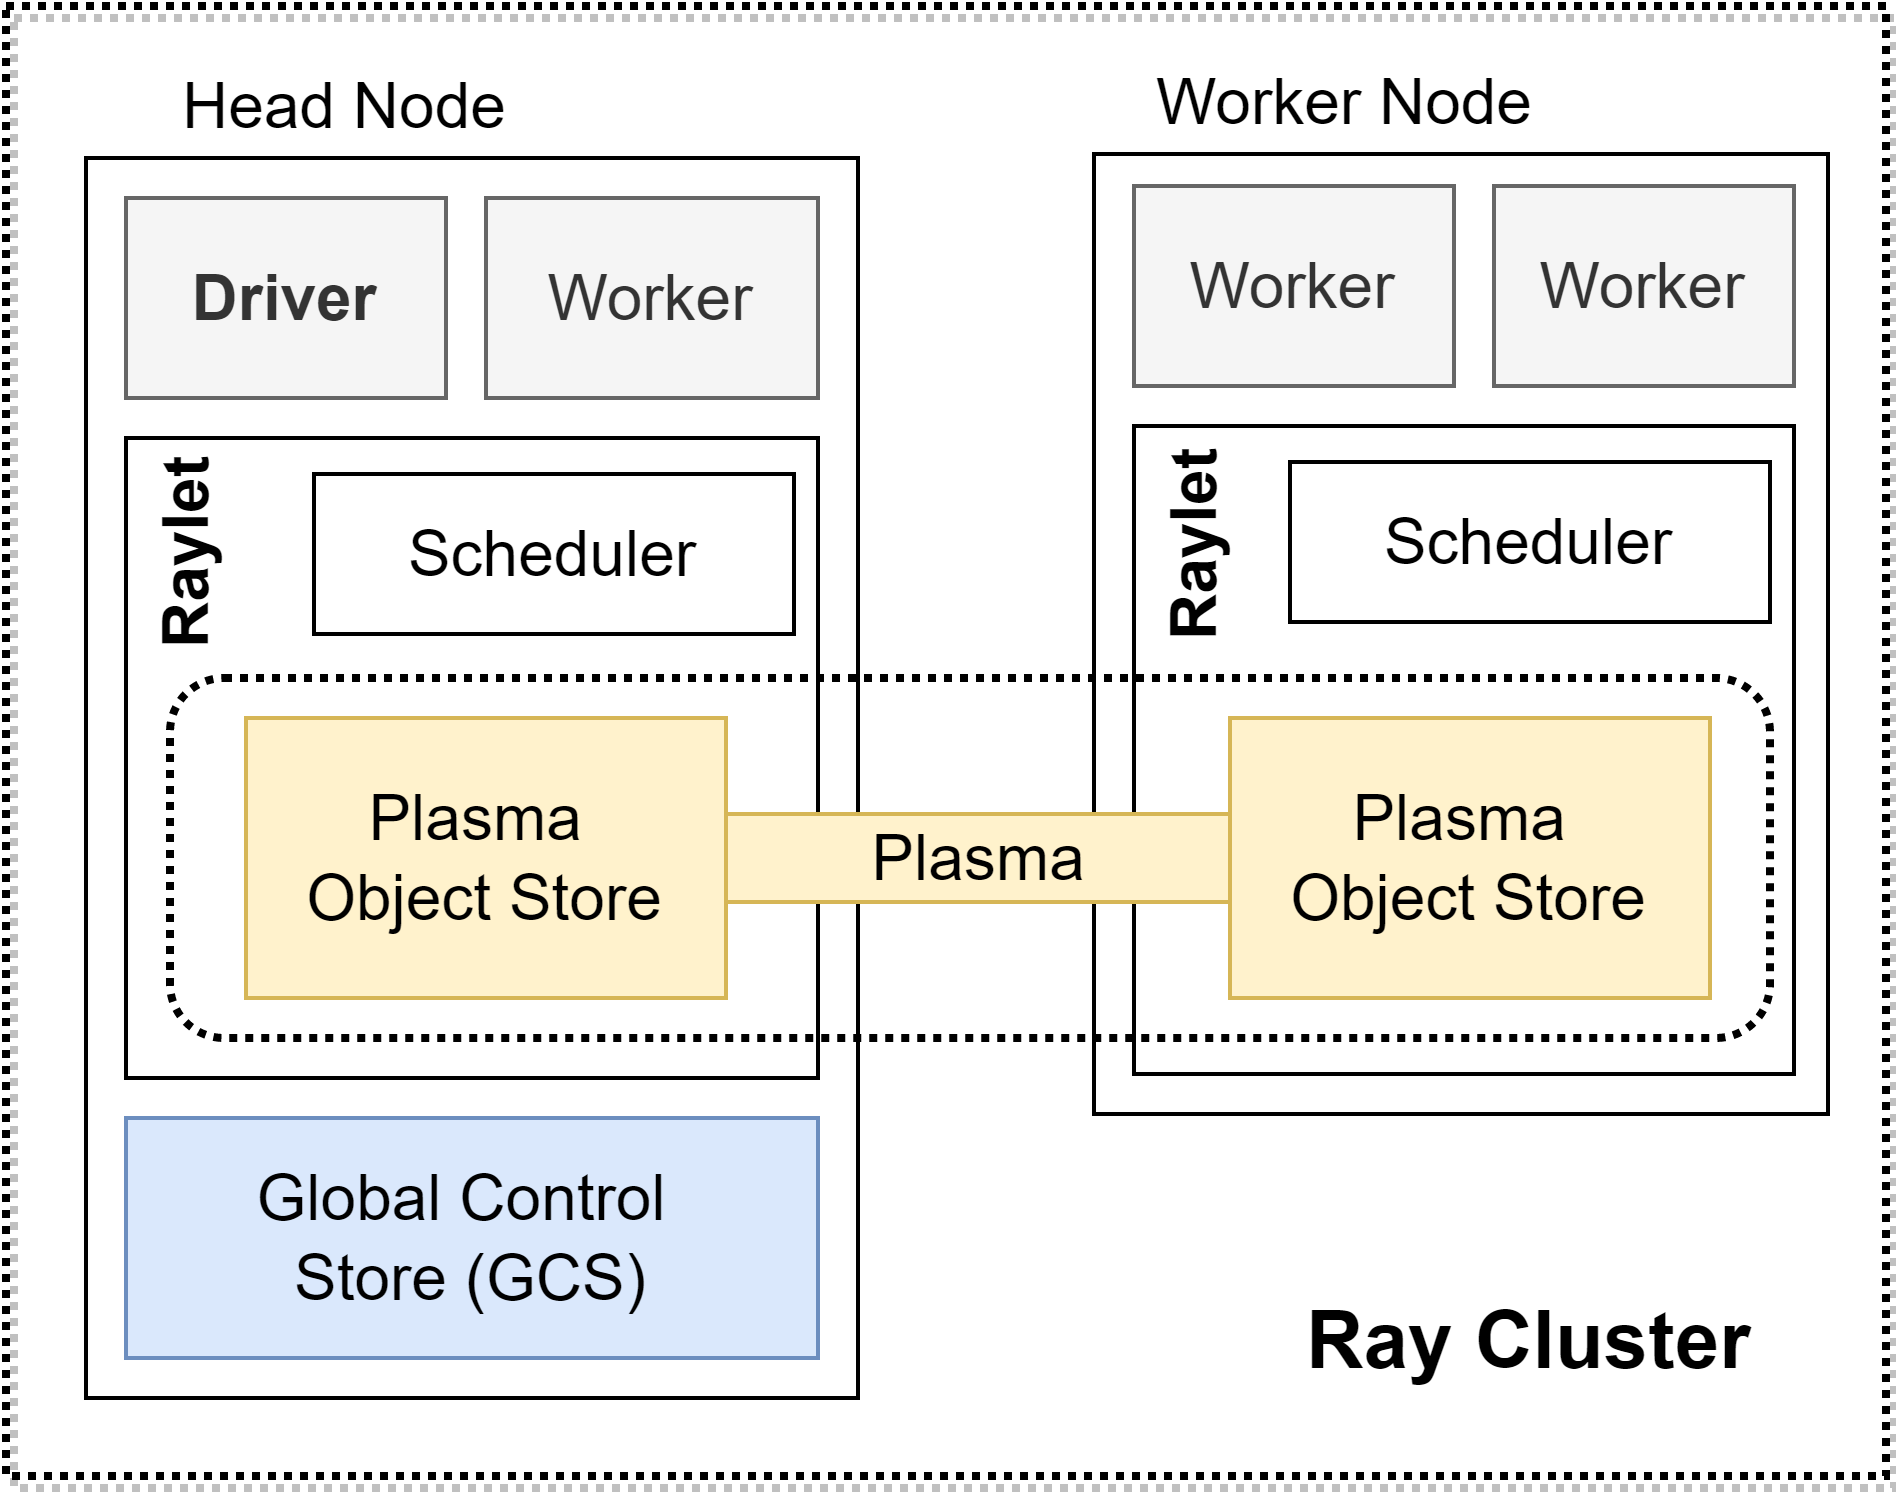 Head Node
Driver
Worker
Raylet
Scheduler
Plasma
Object Store
Global Control
Store (GCS)
Plasma
Worker Node
Worker
Worker
Raylet
Scheduler
Plasma
Object Store
Ray Cluster